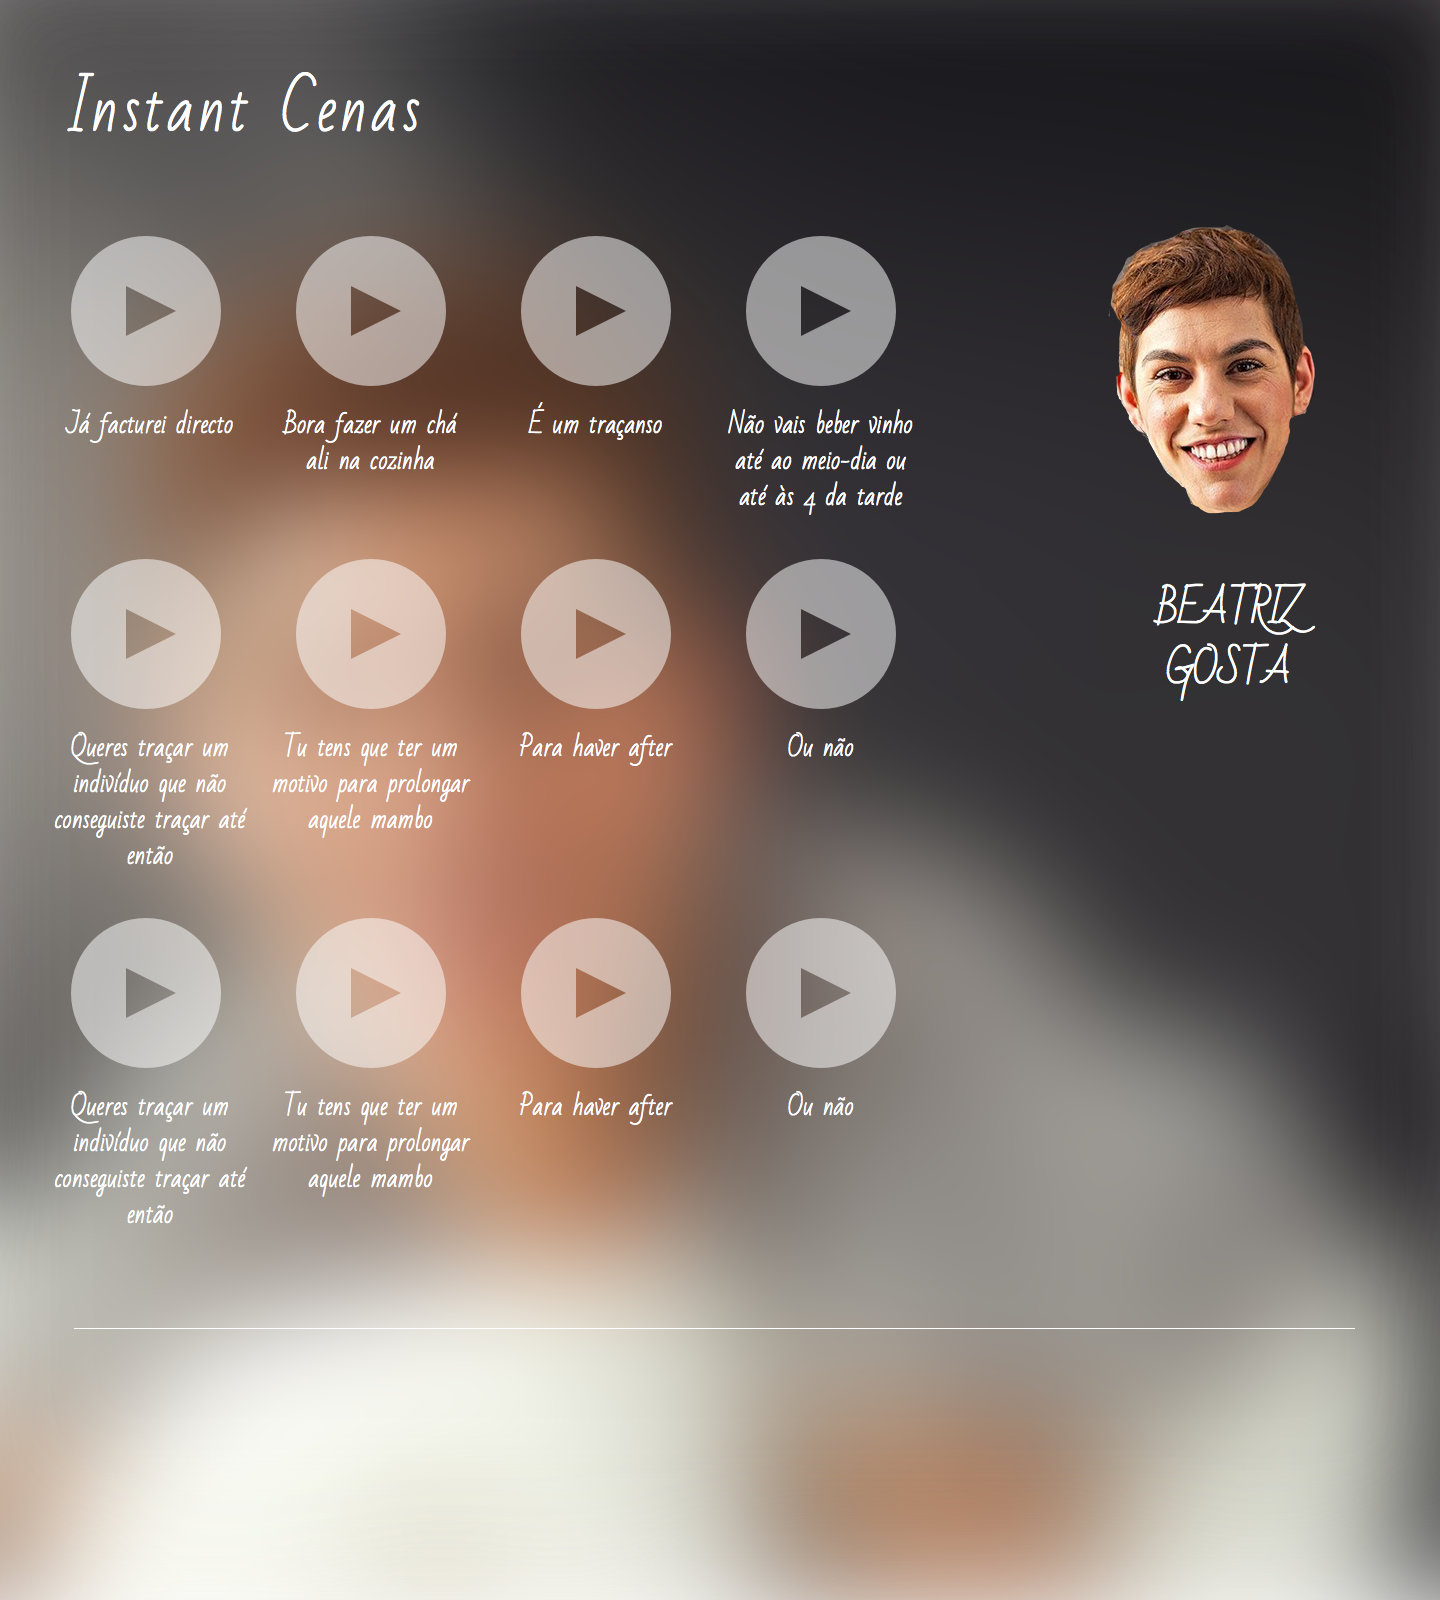 Instant Cenas
Já facturei directo
Bora fazer um chá
ali na cozinha
É um traçanso
Não vais beber vinho
até ao meio-dia ou
até às 4 da tarde
BEATRIZ
GOSTA
Queres traçar um
indivíduo que não
conseguiste traçar até
então
Tu tens que ter um
motivo para prolongar
aquele mambo
Para haver after
Ou não
Queres traçar um
indivíduo que não
conseguiste traçar até
então
Tu tens que ter um
motivo para prolongar
aquele mambo
Para haver after
Ou não